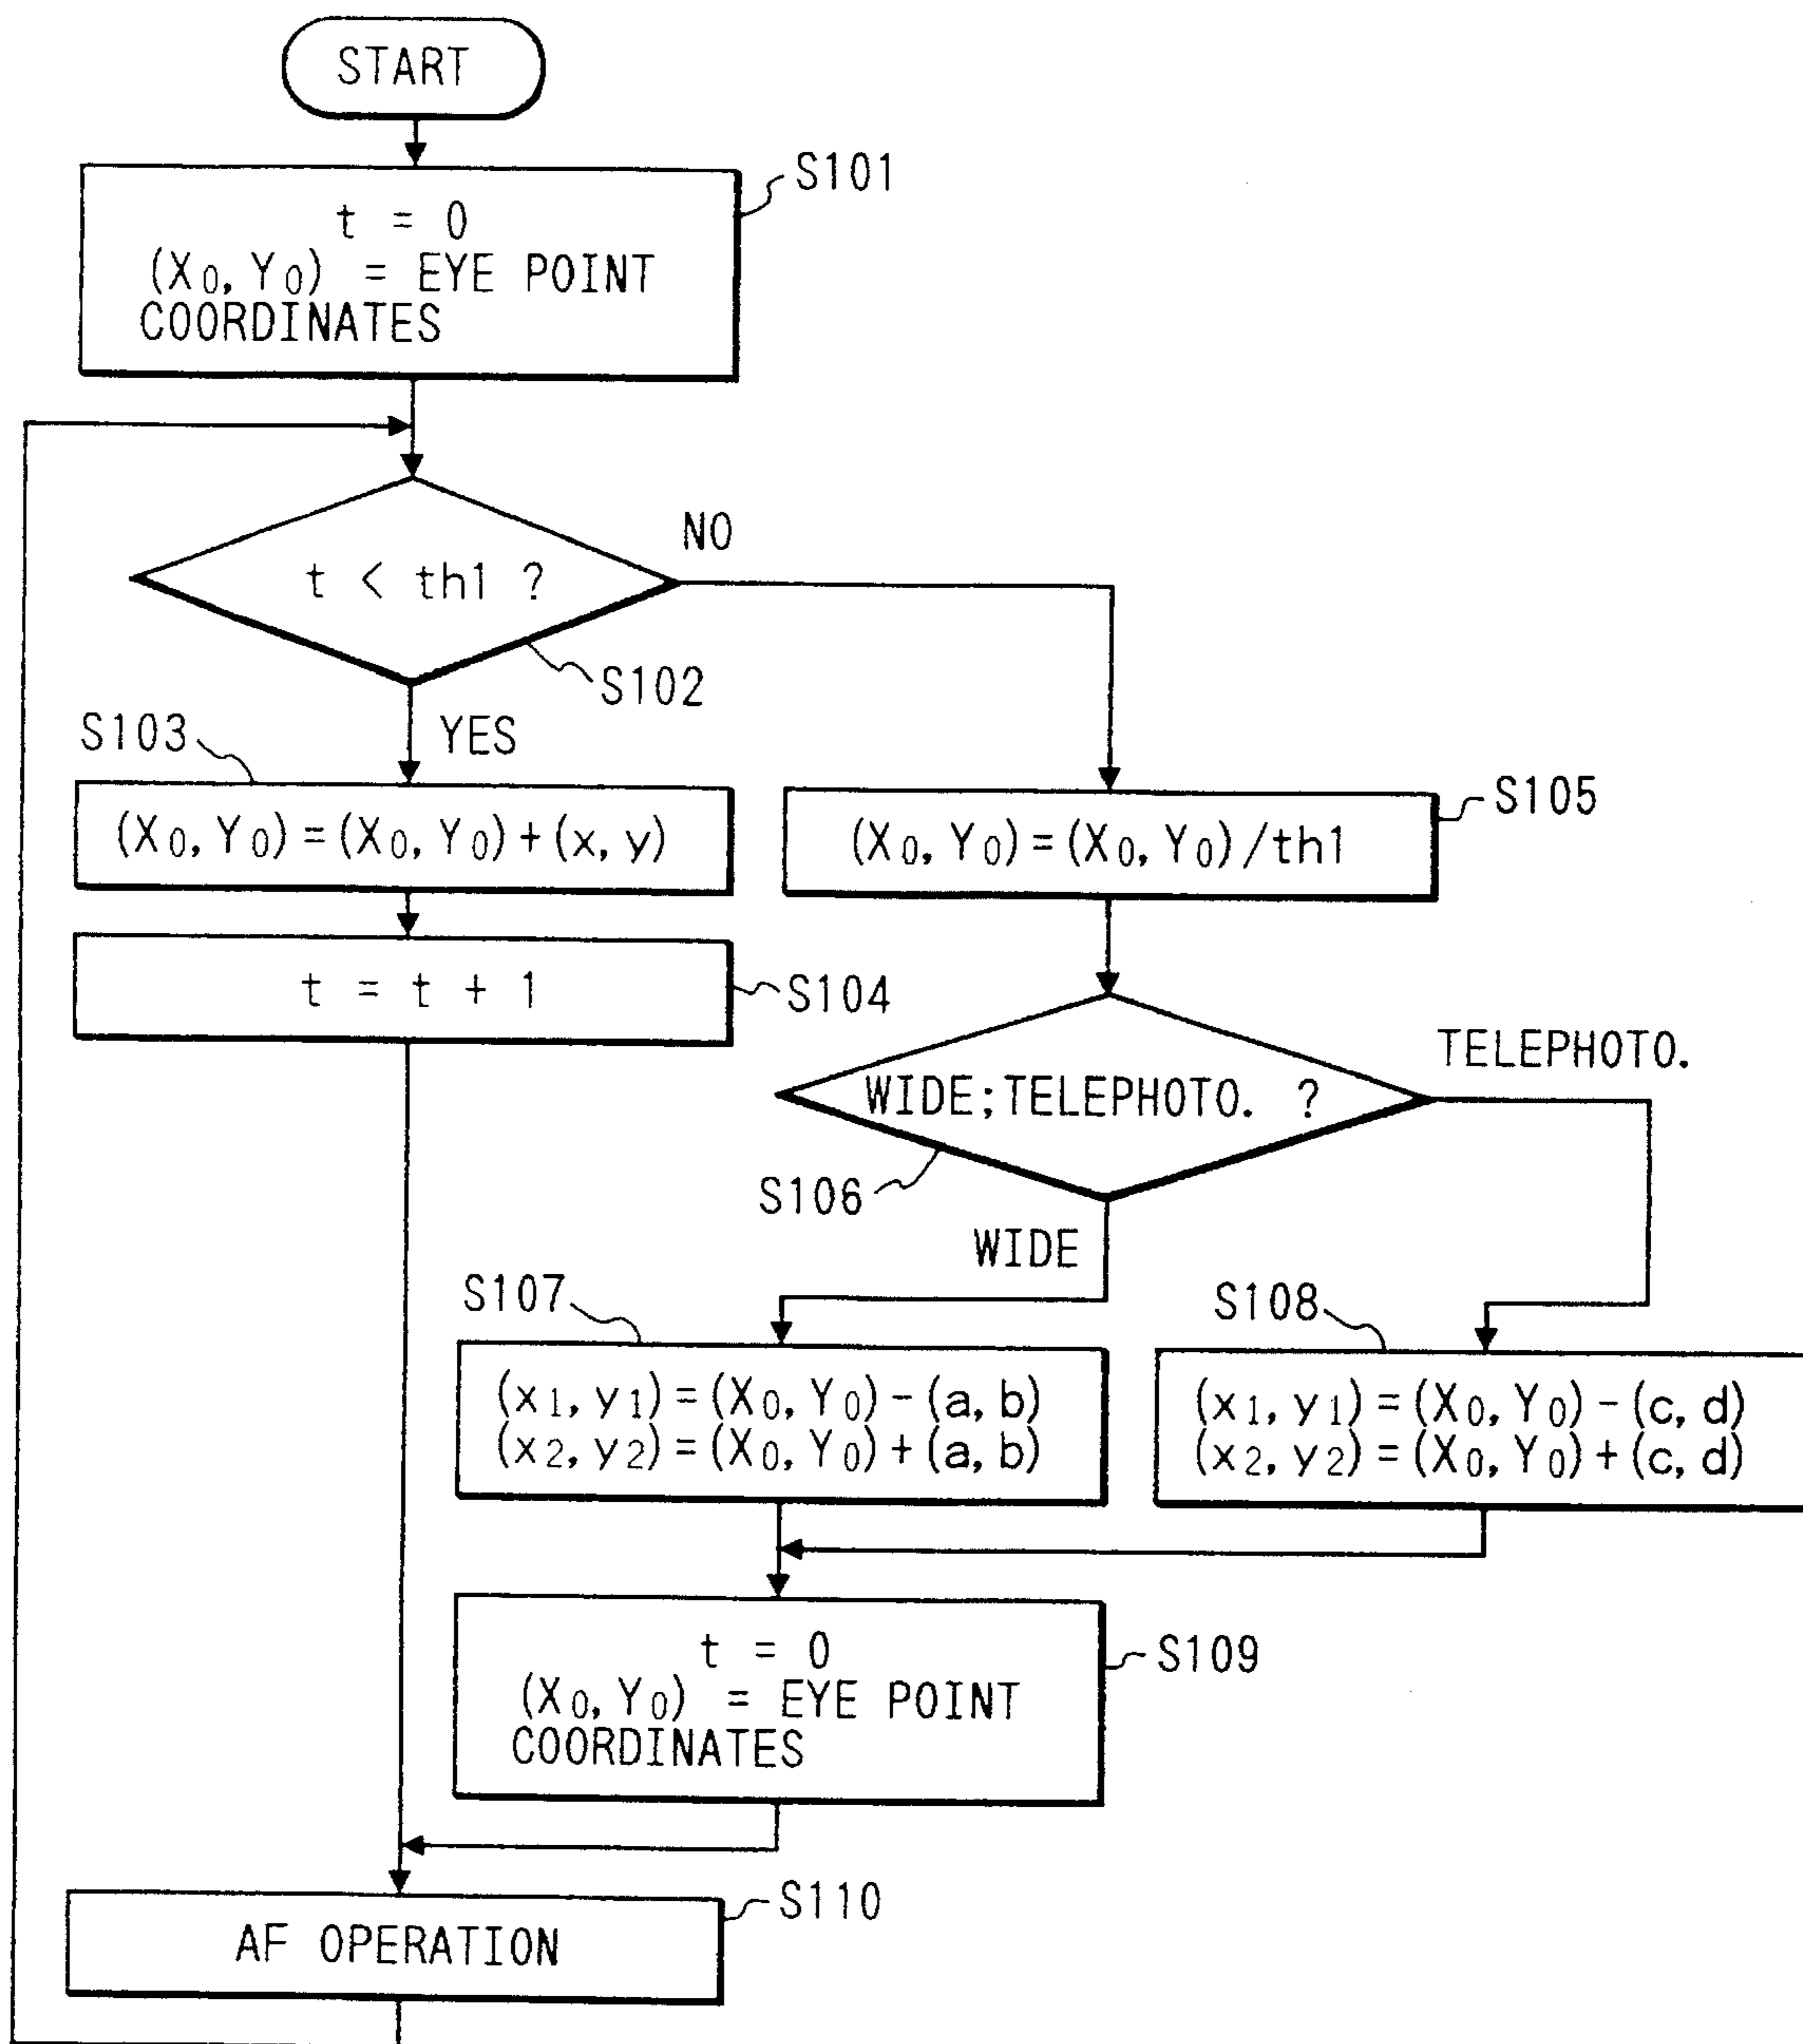 START
S101
t = 0
(X0, Y0) = EYE POINT
COORDINATES
t < th1 ?
NO
S102
YES
S103
(X0, Y0) = (X0, Y0) + (x, y)
S105
(X0, Y0) = (X0, Y0) /th1
t = t + 1
S104
WIDE;TELEPHOTO. ?
TELEPHOTO.
S106
WIDE
S107
(x1, y1) = (X0, Y0) - (a, b)
(x2, y2) = (X0, Y0) + (a, b)
S108
(x1, y1) = (X0, Y0) - (c, d)
(x2, y2) = (X0, Y0) + (c, d)
t = 0
(X0, Y0) = EYE POINT
COORDINATES
S109
S110
AF OPERATION